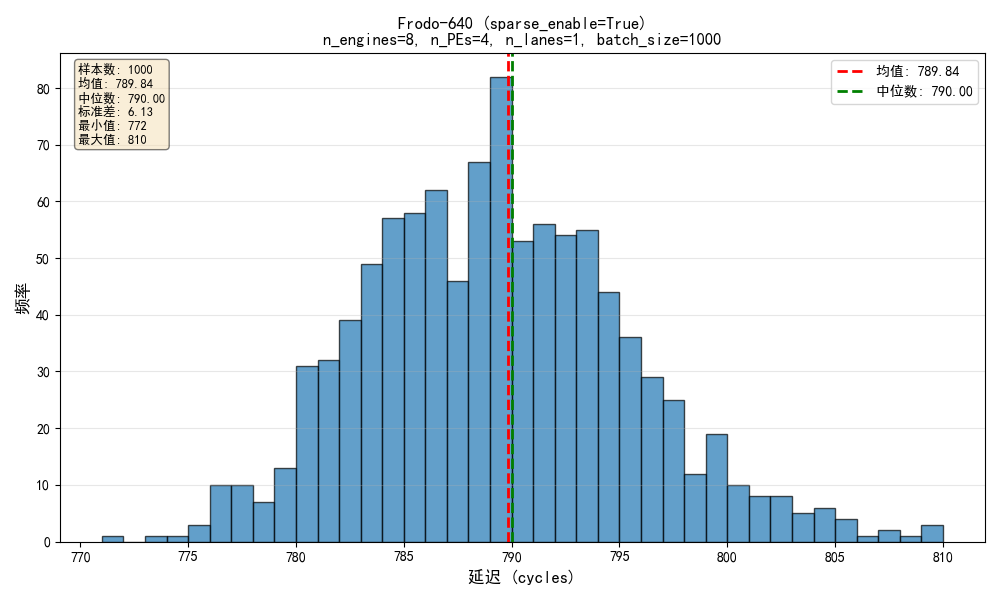 Frodo-640 (sparse_enable=True)
n_engines=8, n_PEs=4, n_lanes=1, batch_size=1000
样本数: 1000
均值: 789.84
中位数: 790.00
标准差: 6.13
最小值: 772
最大值: 810
均值: 789.84
中位数: 790.00
频率
80
70
60
50
40
30
20
10
0
770
775
780
785
790
795
800
805
810
延迟 (cycles)